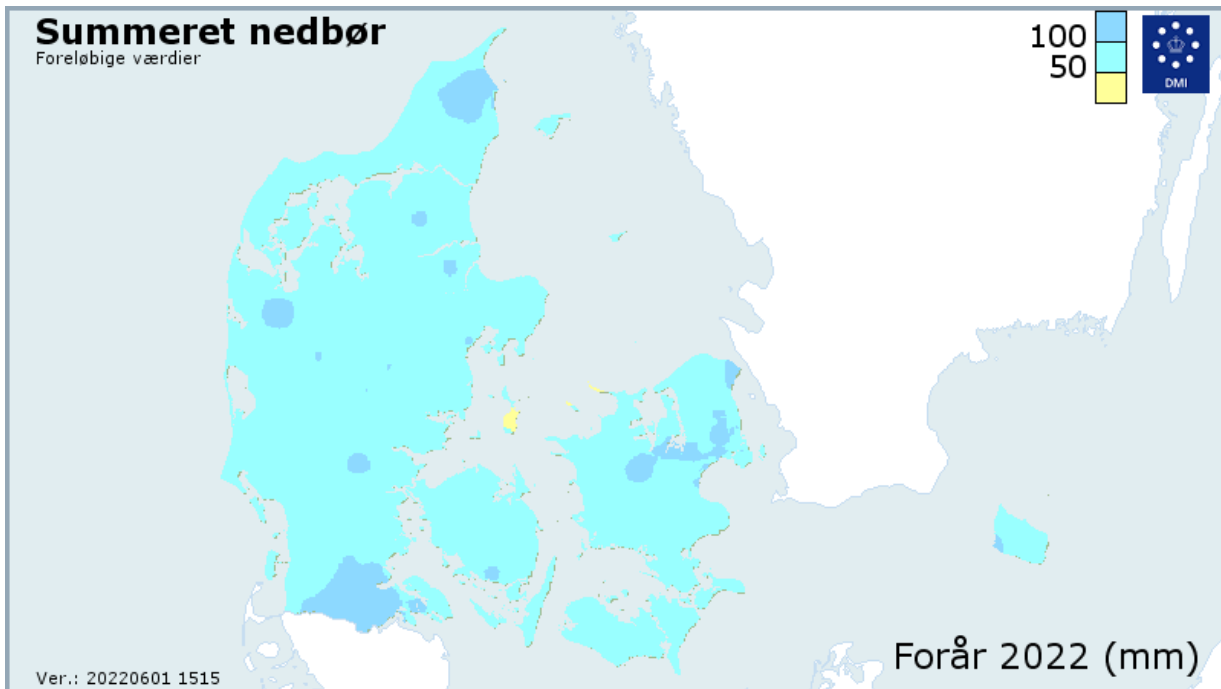 Summeret nedbør
Foreløbige værdier
100
50
DMI
Forår 2022 (mm)
Ver.: 20220601 1515